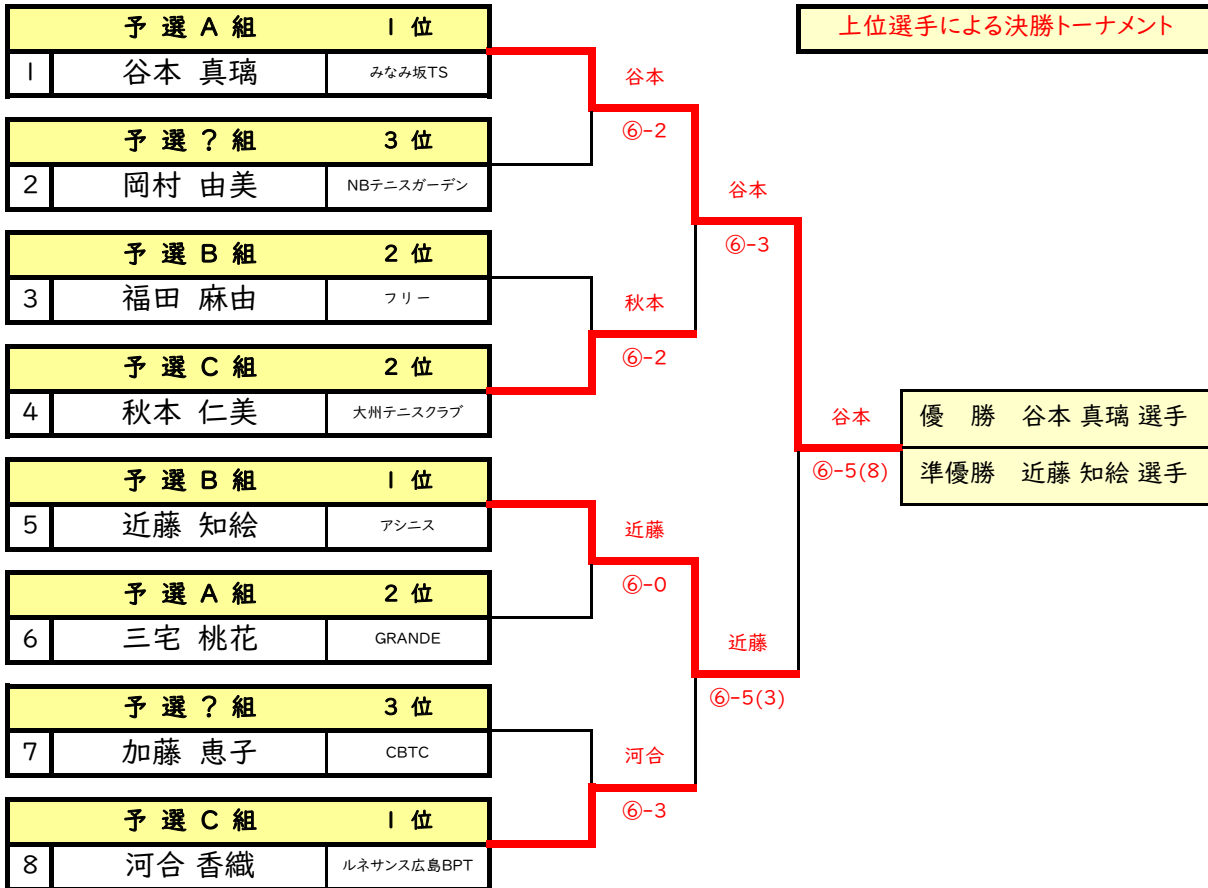 上位選手による決勝トーナメント
予選A組 1位
1 谷本 真璃 みなみ坂TS
予選?組 3位
2 岡村 由美 NBテニスガーデン
予選B組 2位
3 福田 麻由 フリー
予選C組 2位
4 秋本 仁美 大州テニスクラブ
予選B組 1位
5 近藤 知絵 アシニス
予選A組 2位
6 三宅 桃花 GRANDE
予選?組 3位
7 加藤 恵子 CBTC
予選C組 1位
8 河合 香織 ルネサンス広島BPT
谷本
⑥-2
秋本
⑥-2
近藤
⑥-0
河合
⑥-3
谷本
⑥-3
近藤
⑥-5(3)
谷本
⑥-5(8)
優 勝 谷本 真璃 選手
準優勝 近藤 知絵 選手